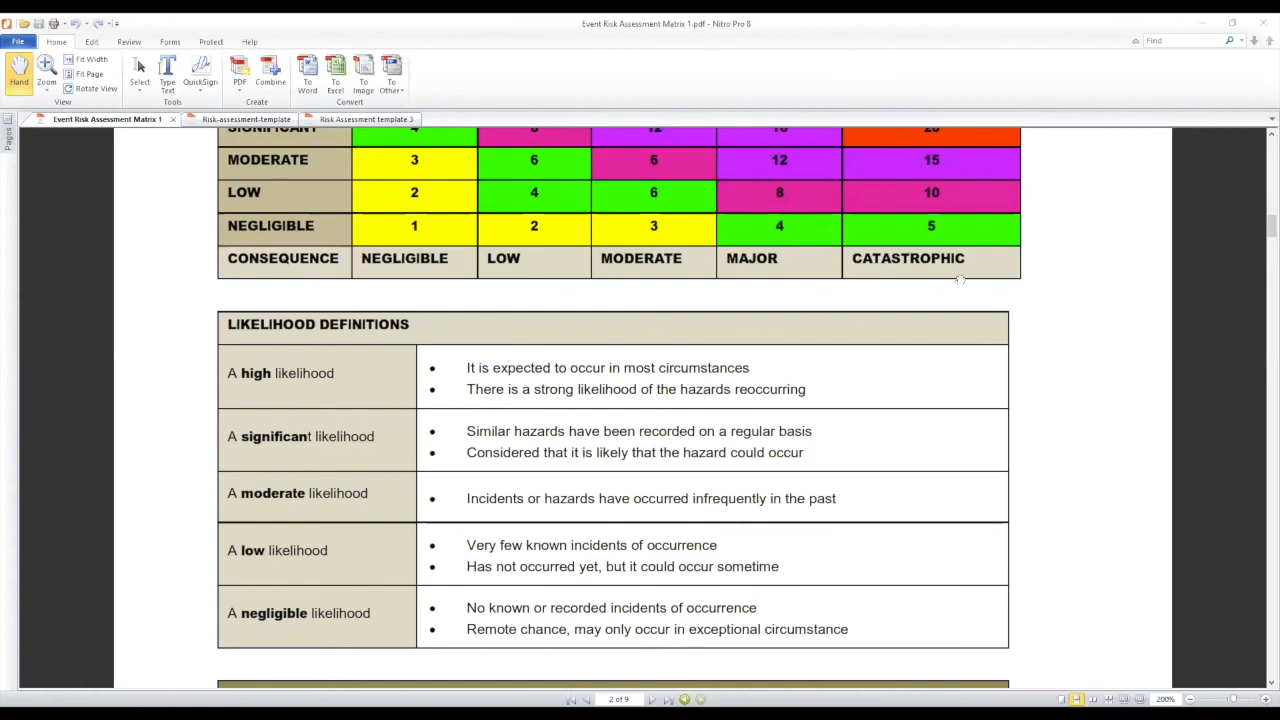 Event Risk Assessment Matrix 1.pdf - Nitro Pro 8
File Home Edit Review Forms Protect Help
Find
Hand
Zoom
Fit Width
Fit Page
Rotate View
View
Select
Type Text
QuickSign
Tools
PDF
Combine
Create
To Word
To Excel
To Image
To Other
Convert
Event Risk Assessment Matrix 1
Risk-assessment-template
Risk Assessment template 3
Pages
SIGNIFICANT 4 12
MODERATE 3 6 6 12 15
LOW 2 4 6 8 10
NEGLIGIBLE 1 2 3 4 5
CONSEQUENCE NEGLIGIBLE LOW MODERATE MAJOR CATASTROPHIC
LIKELIHOOD DEFINITIONS
A high likelihood
• It is expected to occur in most circumstances
• There is a strong likelihood of the hazards reoccurring
A significant likelihood
• Similar hazards have been recorded on a regular basis
• Considered that it is likely that the hazard could occur
A moderate likelihood
• Incidents or hazards have occurred infrequently in the past
A low likelihood
• Very few known incidents of occurrence
• Has not occurred yet, but it could occur sometime
A negligible likelihood
• No known or recorded incidents of occurrence
• Remote chance, may only occur in exceptional circumstance
2 of 9
200%